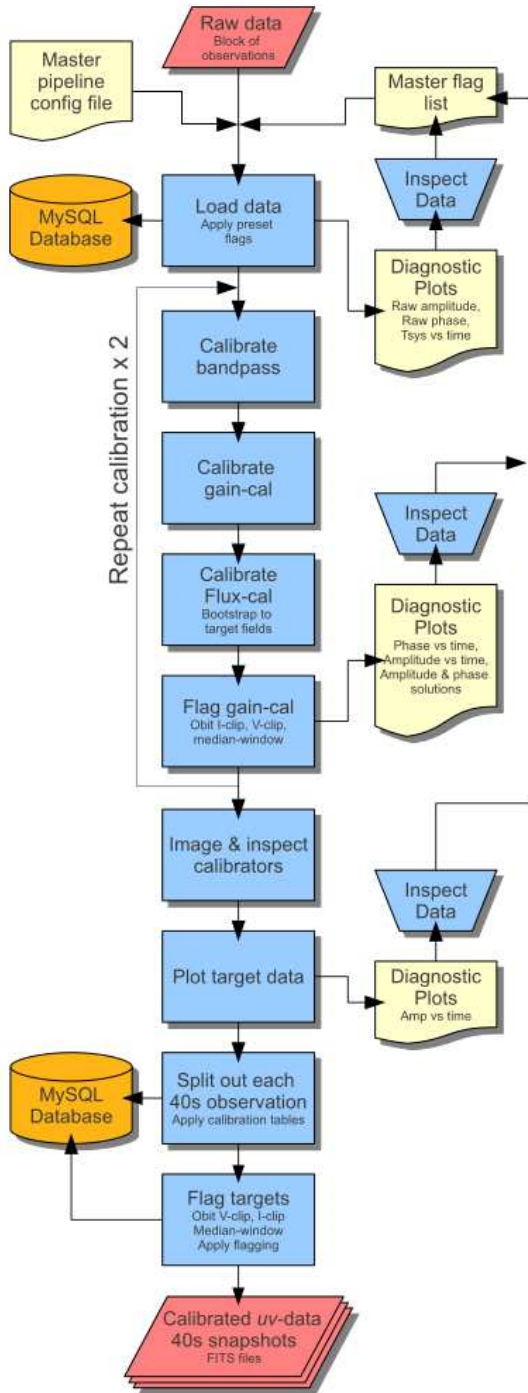 Raw data
Block of
observations
Master
pipeline
config file
Master flag
list
Inspect
Data
MySQL
Database
Load data
Apply preset
flags
Diagnostic
Plots
Raw amplitude,
Raw phase,
Tsys vs time
Repeat calibration x 2
Calibrate
bandpass
Calibrate
gain-cal
Inspect
Data
Calibrate
Flux-cal
Bootstrap to
target fields
Diagnostic
Plots
Phase vs time,
Amplitude vs time,
Amplitude & phase
solutions
Flag gain-cal
Obit I-clip, V-clip,
median-window
Image & inspect
calibrators
Inspect
Data
Plot target data
Diagnostic
Plots
Amp vs time
MySQL
Database
Split out each
40s observation
Apply calibration tables
Flag targets
Obit V-clip, I-clip
Median-window
Apply flagging
Calibrated uv-data
40s snapshots
FITS files